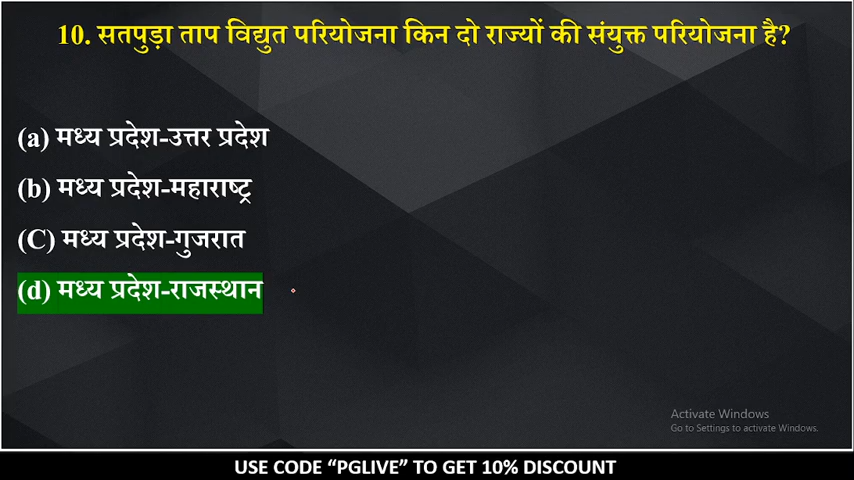 10. सतपुड़ा ताप विद्युत परियोजना किन दो राज्यों की संयुक्त परियोजना है?
(a) मध्य प्रदेश-उत्तर प्रदेश
(b) मध्य प्रदेश-महाराष्ट्र
(C) मध्य प्रदेश-गुजरात
(d) मध्य प्रदेश-राजस्थान
Activate Windows
Go to Settings to activate Windows.
USE CODE “PGLIVE” TO GET 10% DISCOUNT